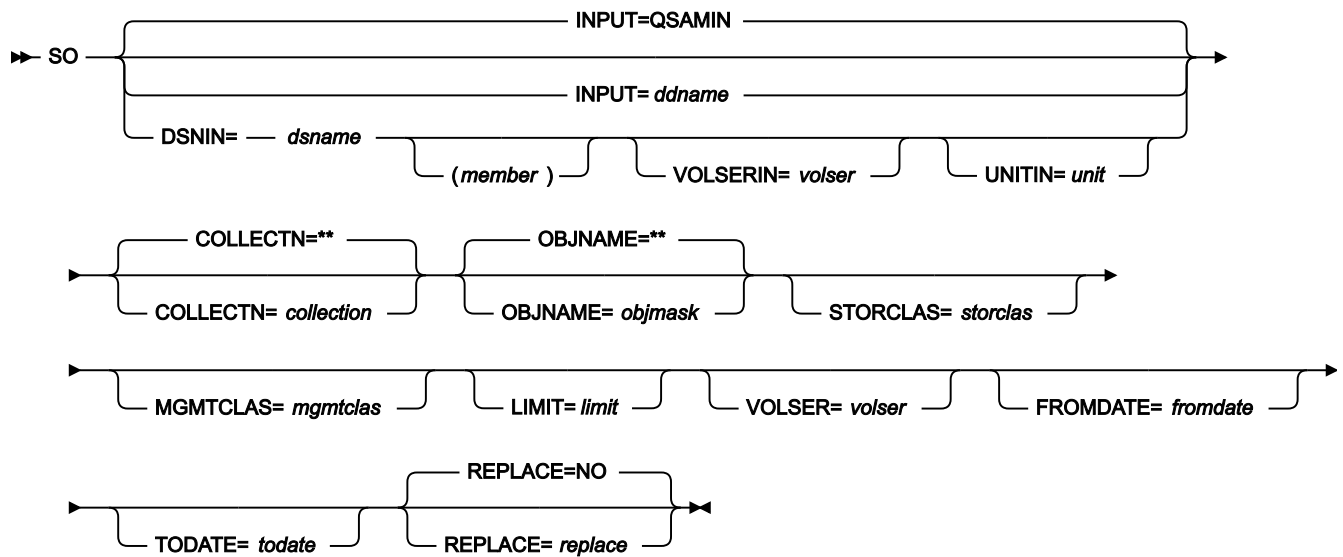 INPUT=QSAMIN
SO
INPUT= ddname
DSNIN= dsname
( member )
VOLSERIN= volser
UNITIN= unit
COLLECTN=**
OBJNAME=**
COLLECTN= collection
OBJNAME= objmask
STORCLAS= storclas
MGMTCLAS= mgmtclas
LIMIT= limit
VOLSER= volser
FROMDATE= fromdate
REPLACE=NO
TODATE= todate
REPLACE= replace